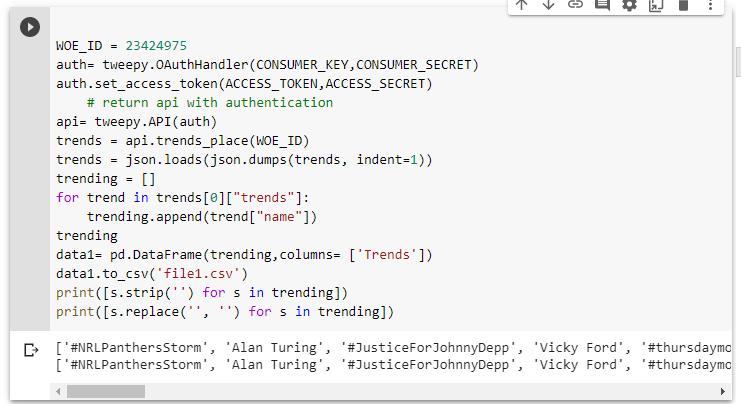 WOE_ID = 23424975
auth= tweepy.OAuthHandler(CONSUMER_KEY,CONSUMER_SECRET)
auth.set_access_token(ACCESS_TOKEN,ACCESS_SECRET)
    # return api with authentication
api= tweepy.API(auth)
trends = api.trends_place(WOE_ID)
trends = json.loads(json.dumps(trends, indent=1))
trending = []
for trend in trends[0]["trends"]:
    trending.append(trend["name"])
trending
data1= pd.DataFrame(trending,columns= ['Trends'])
data1.to_csv('file1.csv')
print([s.strip('') for s in trending])
print([s.replace('', '') for s in trending])
['#NRLPanthersStorm', 'Alan Turing', '#JusticeForJohnnyDepp', 'Vicky Ford', '#thursdaymo
['#NRLPanthersStorm', 'Alan Turing', '#JusticeForJohnnyDepp', 'Vicky Ford', '#thursdaymo